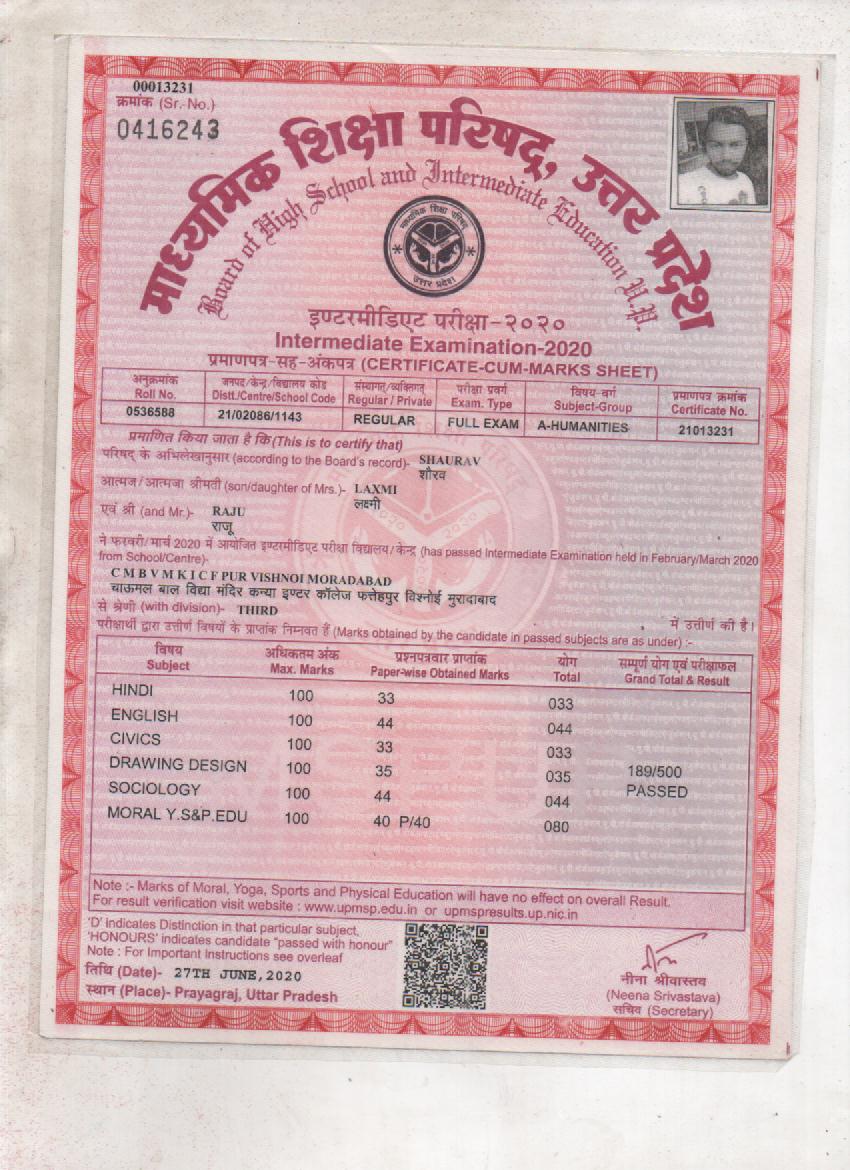 00013231
क्रमांक (Sr. No.)
0416243
माध्यमिक शिक्षा परिषद्, उत्तर प्रदेश
Board of High School and Intermediate Education U.P.
माध्यमिक शिक्षा परिषद
उत्तर प्रदेश
इण्टरमीडिएट परीक्षा-२०२०
Intermediate Examination-2020
प्रमाणपत्र-सह-अंकपत्र (CERTIFICATE-CUM-MARKS SHEET)
अनुक्रमांक जनपद/केन्द्र/विद्यालय कोड संस्थागत/व्यक्तिगत् परीक्षा प्रवर्ग विषय-वर्ग प्रमाणपत्र क्रमांक
Roll No. Distt./Centre/School Code Regular / Private Exam. Type Subject-Group Certificate No.
0536588 21/02086/1143 REGULAR FULL EXAM A-HUMANITIES 21013231
प्रमाणित किया जाता है कि (This is to certify that)
परिषद् के अभिलेखानुसार (according to the Board's record)- SHAURAV
शौरव
आत्मज/आत्मजा श्रीमती (son/daughter of Mrs.)- LAXMI
लक्ष्मी
एवं श्री (and Mr.)- RAJU
राजू
ने फरवरी/मार्च 2020 में आयोजित इण्टरमीडिएट परीक्षा विद्यालय/केन्द्र (has passed Intermediate Examination held in February/March 2020
from School/Centre)-
C M B V M K I C F PUR VISHNOI MORADABAD
चाऊमल बाल विद्या मंदिर कन्या इण्टर कॉलेज फत्तेहपुर विश्नोई मुरादाबाद
से श्रेणी (with division)- THIRD में उत्तीर्ण की है।
परीक्षार्थी द्वारा उत्तीर्ण विषयों के प्राप्तांक निम्नवत हैं (Marks obtained by the candidate in passed subjects are as under) :-
विषय अधिकतम अंक प्रश्नपत्रवार प्राप्तांक योग सम्पूर्ण योग एवं परीक्षाफल
Subject Max. Marks Paper-wise Obtained Marks Total Grand Total & Result
HINDI 100 33 033
ENGLISH 100 44 044
CIVICS 100 33 033
DRAWING DESIGN 100 35 035 189/500
SOCIOLOGY 100 44 044 PASSED
MORAL Y.S&P.EDU 100 40 P/40 080
Note :- Marks of Moral, Yoga, Sports and Physical Education will have no effect on overall Result.
For result verification visit website : www.upmsp.edu.in or upmspresults.up.nic.in
'D' Indicates Distinction in that particular subject,
'HONOURS' indicates candidate "passed with honour"
Note : For Important Instructions see overleaf
तिथि (Date)- 27TH JUNE,2020
स्थान (Place)- Prayagraj, Uttar Pradesh
नीना श्रीवास्तव
(Neena Srivastava)
सचिव (Secretary)